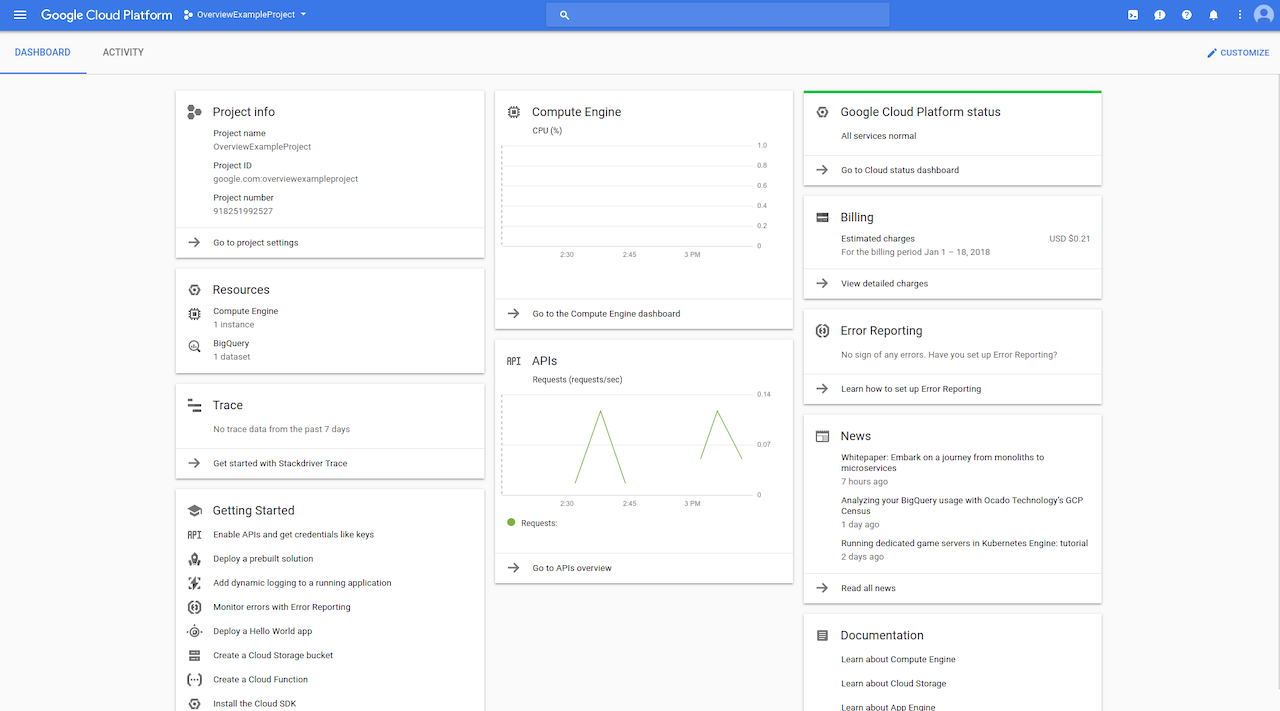 Google Cloud Platform
OverviewExampleProject
DASHBOARD
ACTIVITY
CUSTOMIZE
Project info
Project name
OverviewExampleProject
Project ID
google.com:overviewexampleproject
Project number
918251992527
Go to project settings
Resources
Compute Engine
1 instance
BigQuery
1 dataset
Trace
No trace data from the past 7 days
Get started with Stackdriver Trace
Getting Started
API
Enable APIs and get credentials like keys
Deploy a prebuilt solution
Add dynamic logging to a running application
Monitor errors with Error Reporting
Deploy a Hello World app
Create a Cloud Storage bucket
Create a Cloud Function
Install the Cloud SDK
Compute Engine
CPU (%)
1.0
0.8
0.6
0.4
0.2
0
2:30 2:45 3 PM
Go to the Compute Engine dashboard
API APIs
Requests (requests/sec)
0.14
0.07
0
2:30 2:45 3 PM
Requests:
Go to APIs overview
Google Cloud Platform status
All services normal
Go to Cloud status dashboard
Billing
Estimated charges USD $0.21
For the billing period Jan 1 – 18, 2018
View detailed charges
Error Reporting
No sign of any errors. Have you set up Error Reporting?
Learn how to set up Error Reporting
News
Whitepaper: Embark on a journey from monoliths to
microservices
7 hours ago
Analyzing your BigQuery usage with Ocado Technology's GCP
Census
1 day ago
Running dedicated game servers in Kubernetes Engine: tutorial
2 days ago
Read all news
Documentation
Learn about Compute Engine
Learn about Cloud Storage
Learn about App Engine